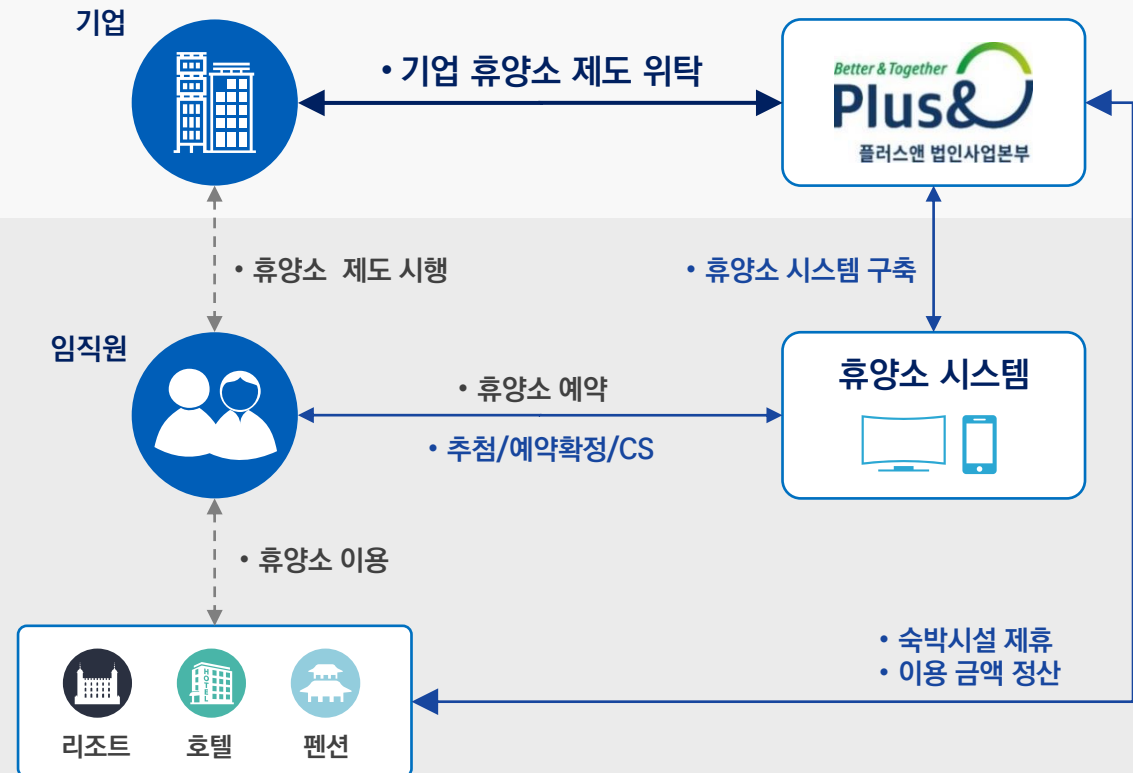 기업
• 기업 휴양소 제도 위탁
Better & Together
Plus&
플러스앤 법인사업본부
• 휴양소 제도 시행
• 휴양소 시스템 구축
임직원
• 휴양소 예약
• 추첨/예약확정/CS
휴양소 시스템
• 휴양소 이용
• 숙박시설 제휴
• 이용 금액 정산
HOTEL
리조트
호텔
펜션